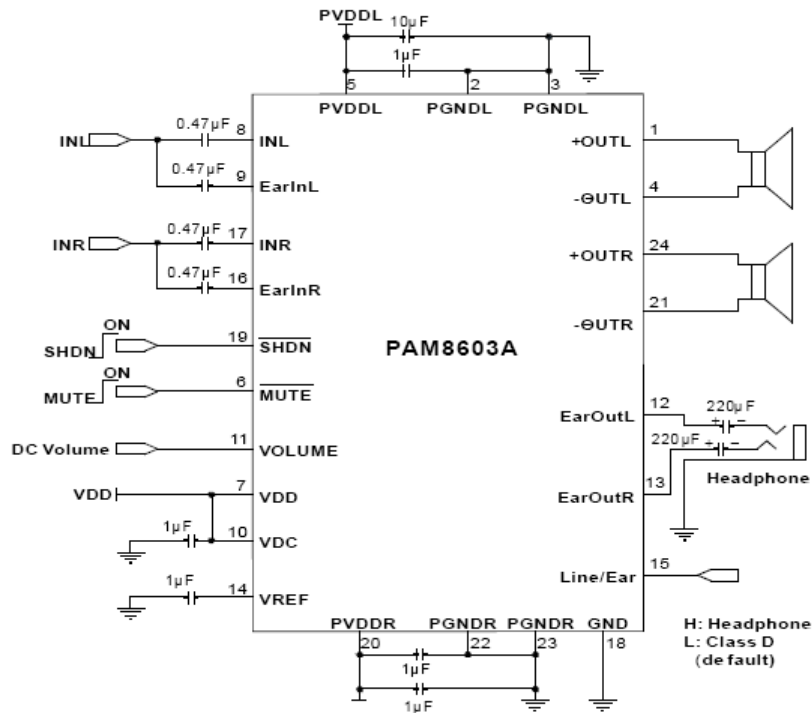 PVDDL
10µF
1µF
5 2 3
PVDDL PGNDL PGNDL
INL 0.47µF 8 INL
0.47µF 9 EarInL
INR 0.47µF 17 INR
0.47µF 16 EarInR
ON
SHDN 19 SHDN
ON
MUTE 6 MUTE
DC Volume 11 VOLUME
VDD 7 VDD
1µF 10 VDC
1µF 14 VREF
PAM8603A
+OUTL 1
-ƟUTL 4
+OUTR 24
-ƟUTR 21
EarOutL 12 220µF + −
220µF + −
Headphone
EarOutR 13
Line/Ear 15
H: Headphone
L: Class D
(default)
PVDDR PGNDR PGNDR GND
20 22 23 18
1µF
1µF